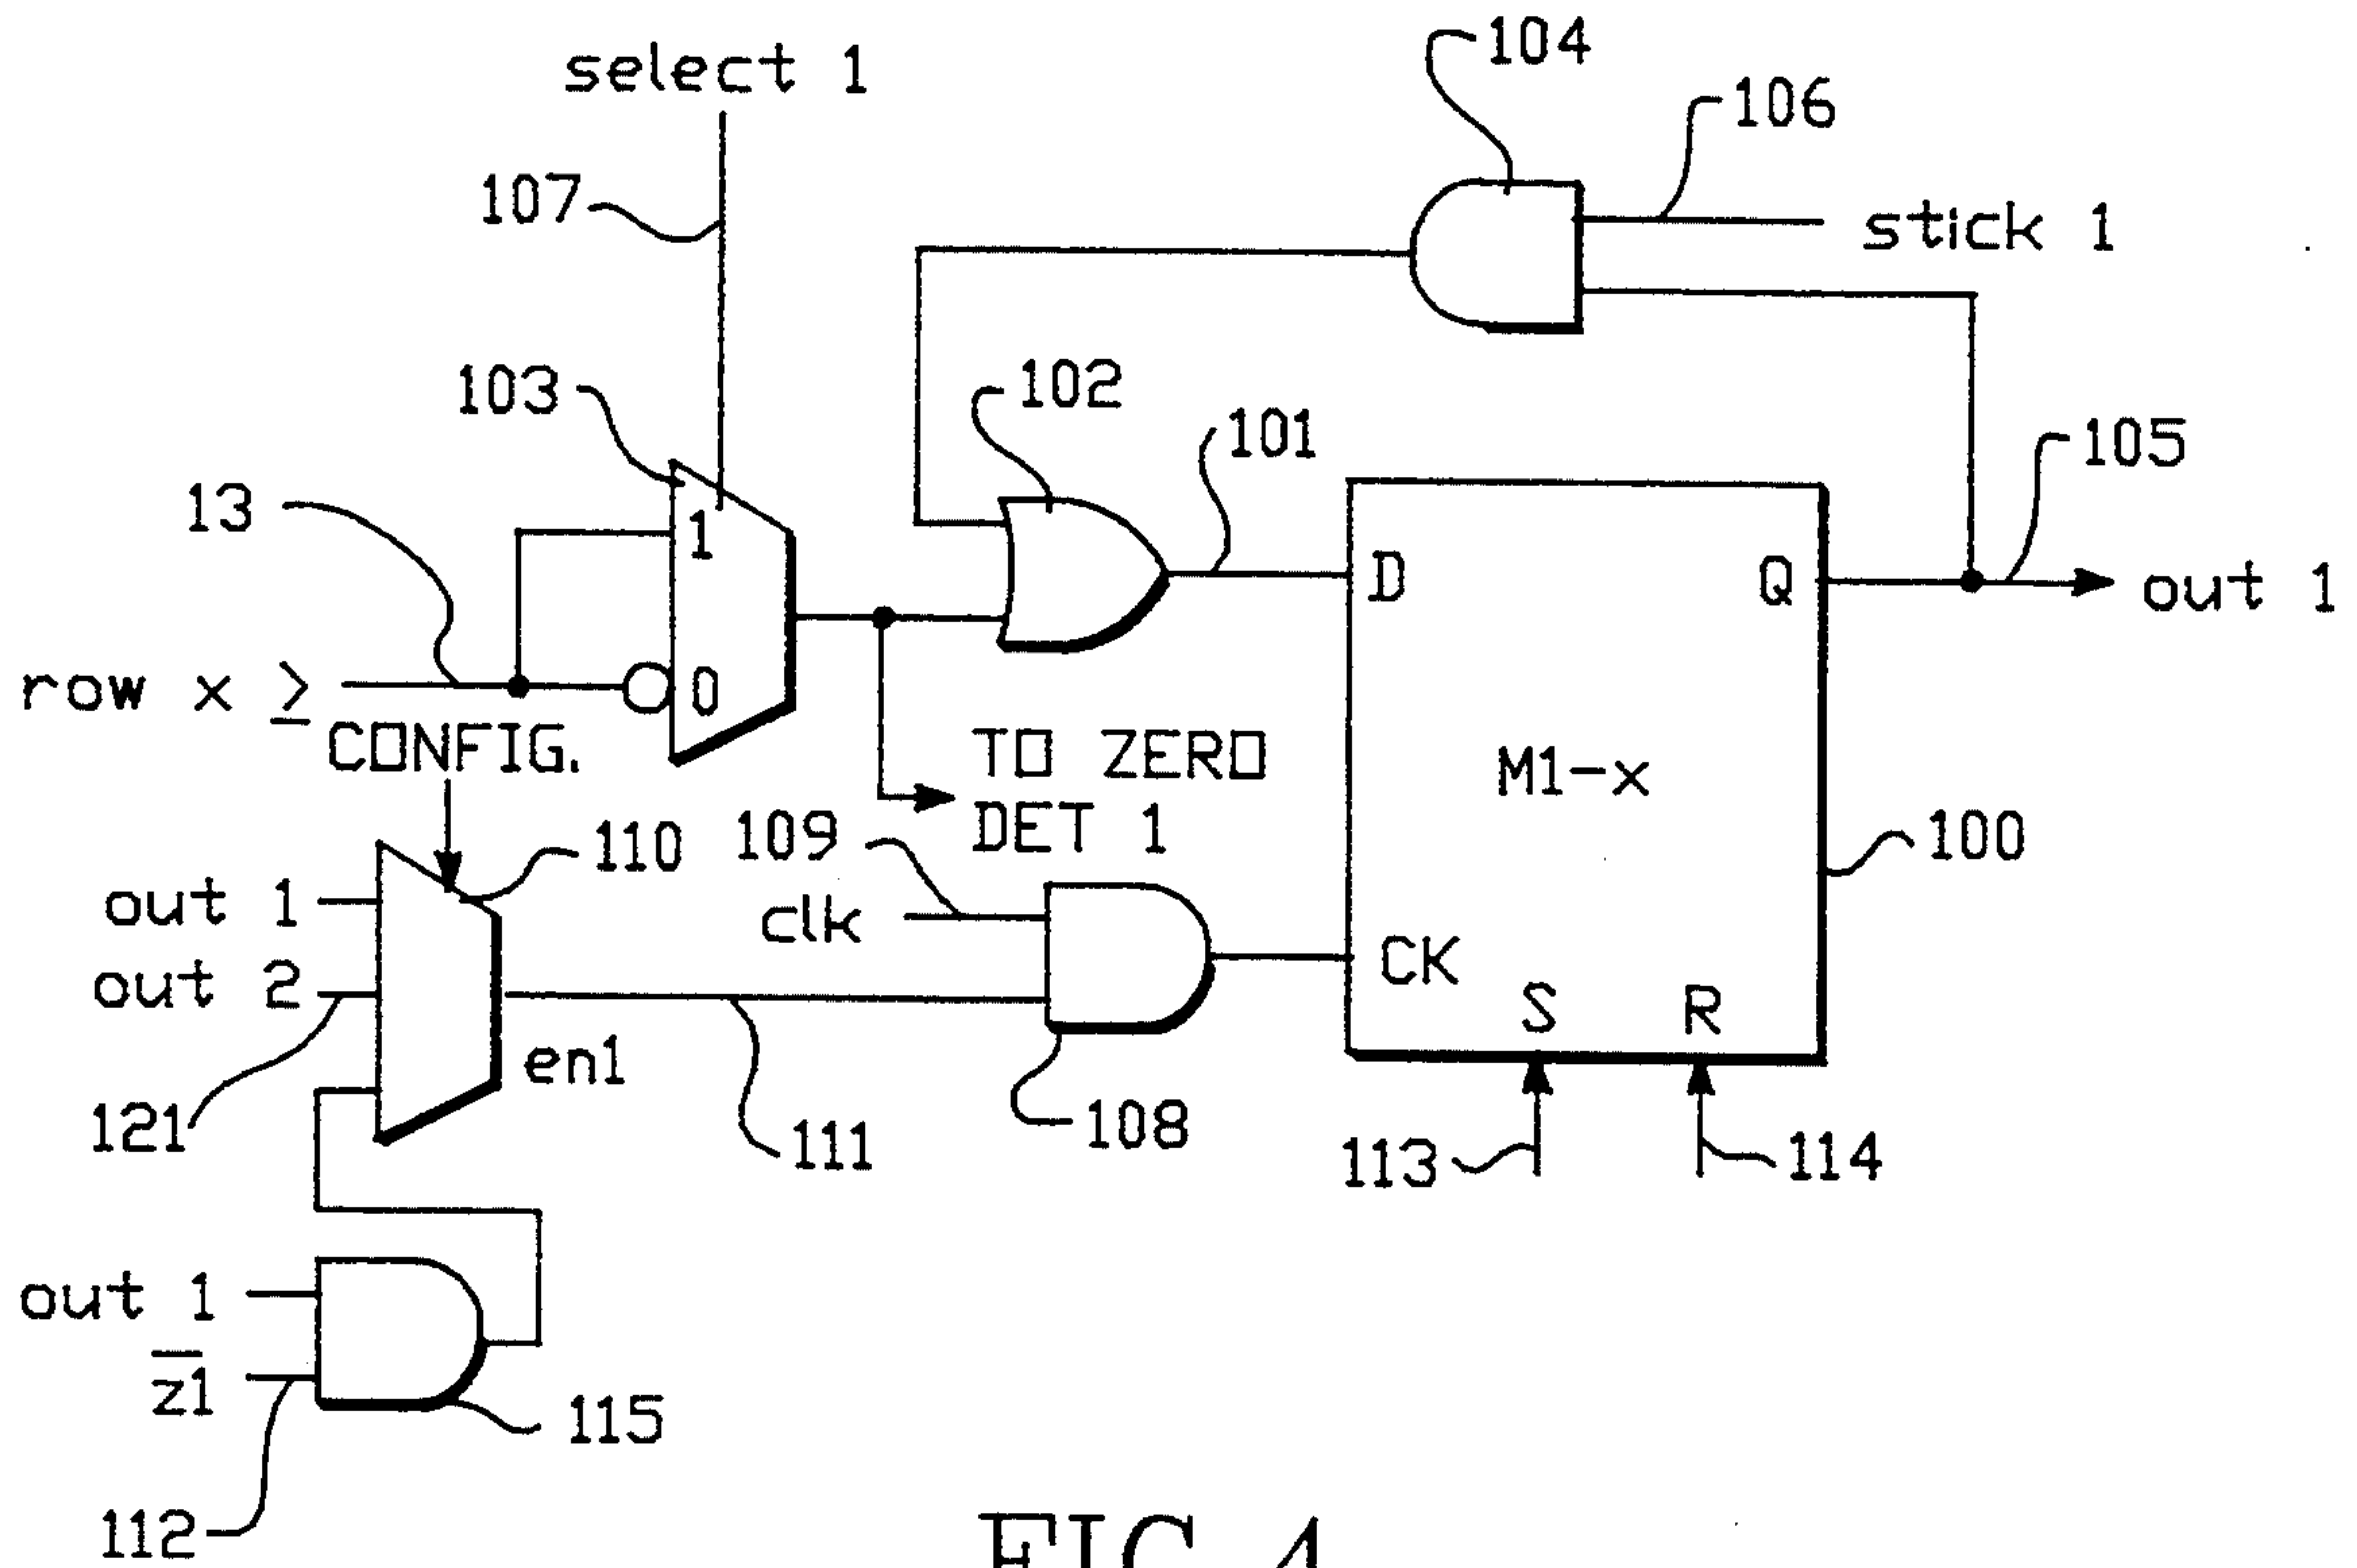 104
select 1
106
107
stick 1
103
102
101
105
13
1
D
Q
out 1
row x ≥
0
CONFIG.
TO ZERO
DET 1
M1-x
110
109
100
out 1
clk
out 2
CK
S
R
en1
121
111
108
113
114
out 1
z̅1̅
115
112
FIG 4